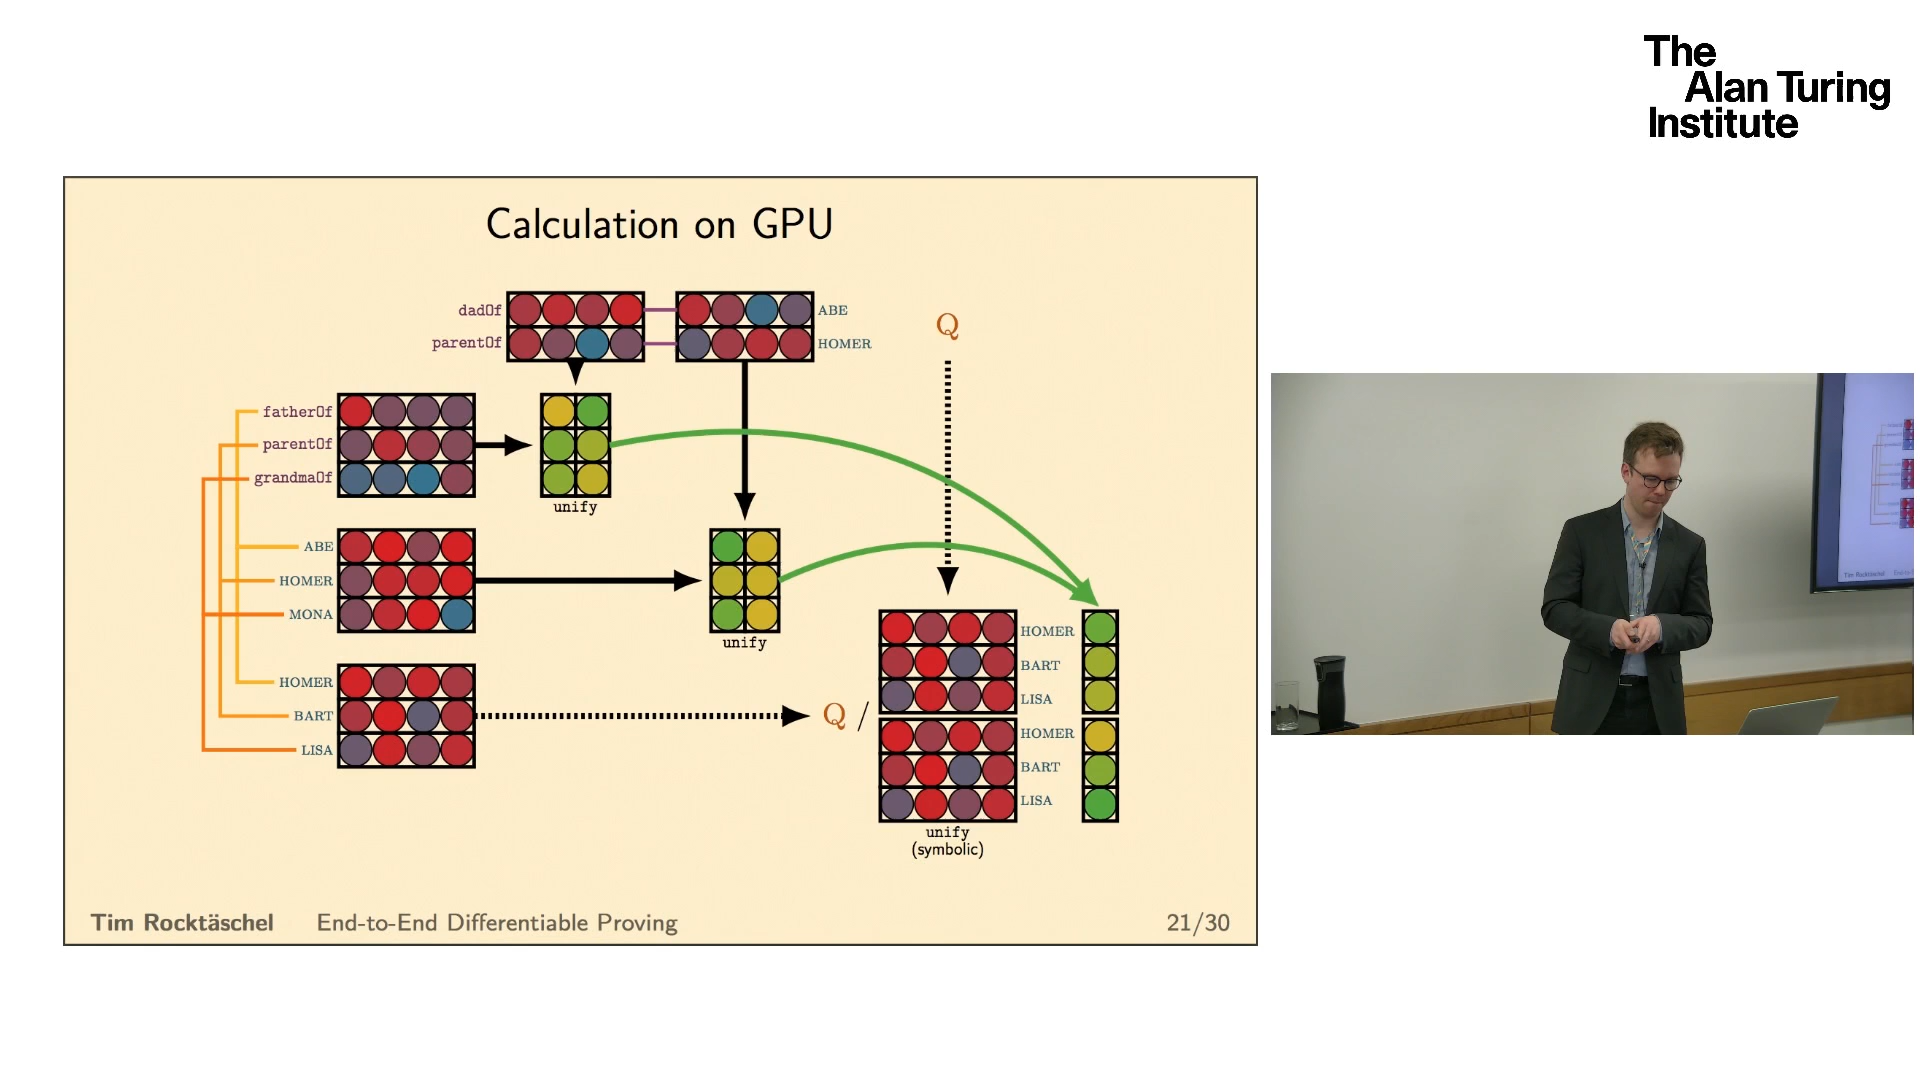 The
Alan Turing
Institute
Calculation on GPU
dadOf
ABE
parentOf
HOMER
Q
fatherOf
parentOf
grandmaOf
unify
ABE
HOMER
MONA
unify
HOMER
BART
LISA
Q /
HOMER
BART
LISA
HOMER
BART
LISA
unify
(symbolic)
Tim Rocktäschel End-to-End Differentiable Proving 21/30